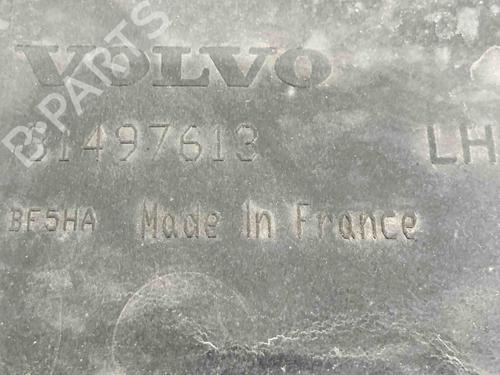 VOLVO
31497613 LH
BF5HA Made In France
B-PARTS